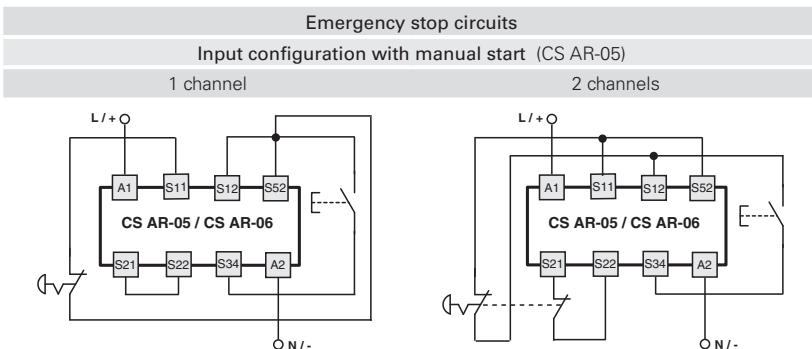 Emergency stop circuits
Input configuration with manual start (CS AR-05)
1 channel 2 channels
L / + L / +
A1 S11 S12 S52 A1 S11 S12 S52
CS AR-05 / CS AR-06 CS AR-05 / CS AR-06
S21 S22 S34 A2 S21 S22 S34 A2
N / - N / -